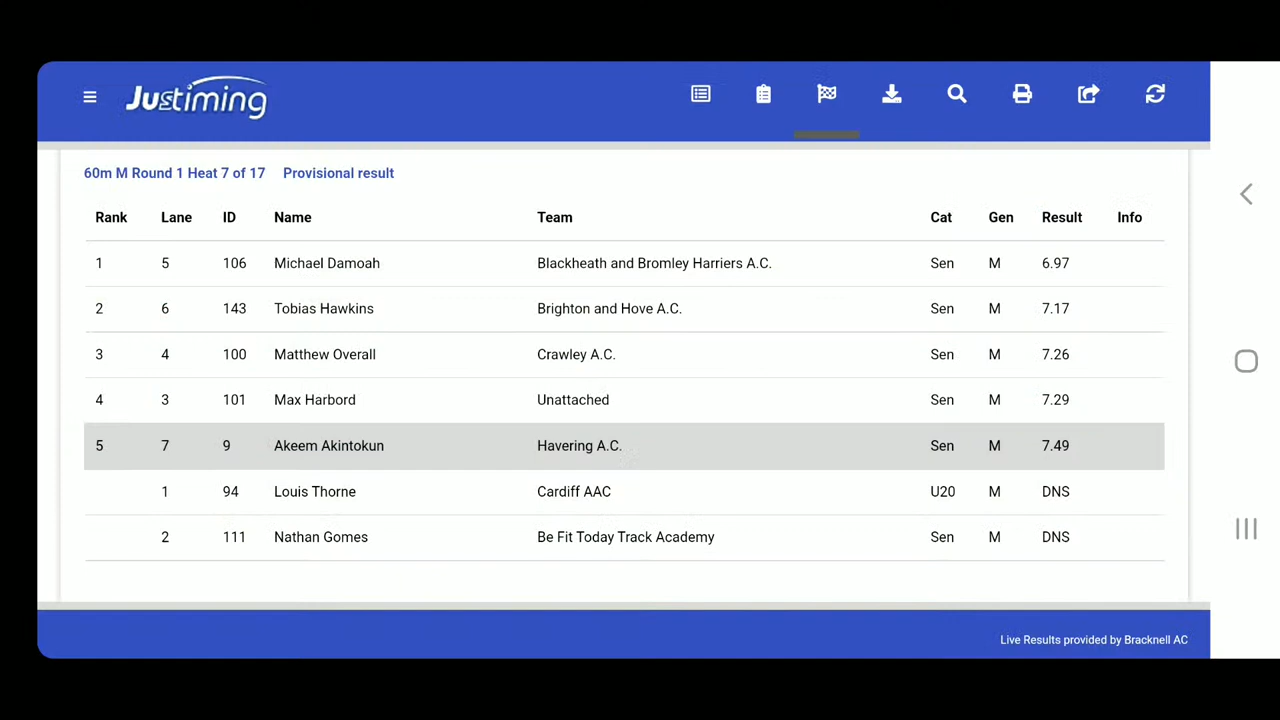 Justiming
60m M Round 1 Heat 7 of 17 Provisional result
Rank Lane ID Name Team Cat Gen Result Info
1 5 106 Michael Damoah Blackheath and Bromley Harriers A.C. Sen M 6.97
2 6 143 Tobias Hawkins Brighton and Hove A.C. Sen M 7.17
3 4 100 Matthew Overall Crawley A.C. Sen M 7.26
4 3 101 Max Harbord Unattached Sen M 7.29
5 7 9 Akeem Akintokun Havering A.C. Sen M 7.49
1 94 Louis Thorne Cardiff AAC U20 M DNS
2 111 Nathan Gomes Be Fit Today Track Academy Sen M DNS
Live Results provided by Bracknell AC